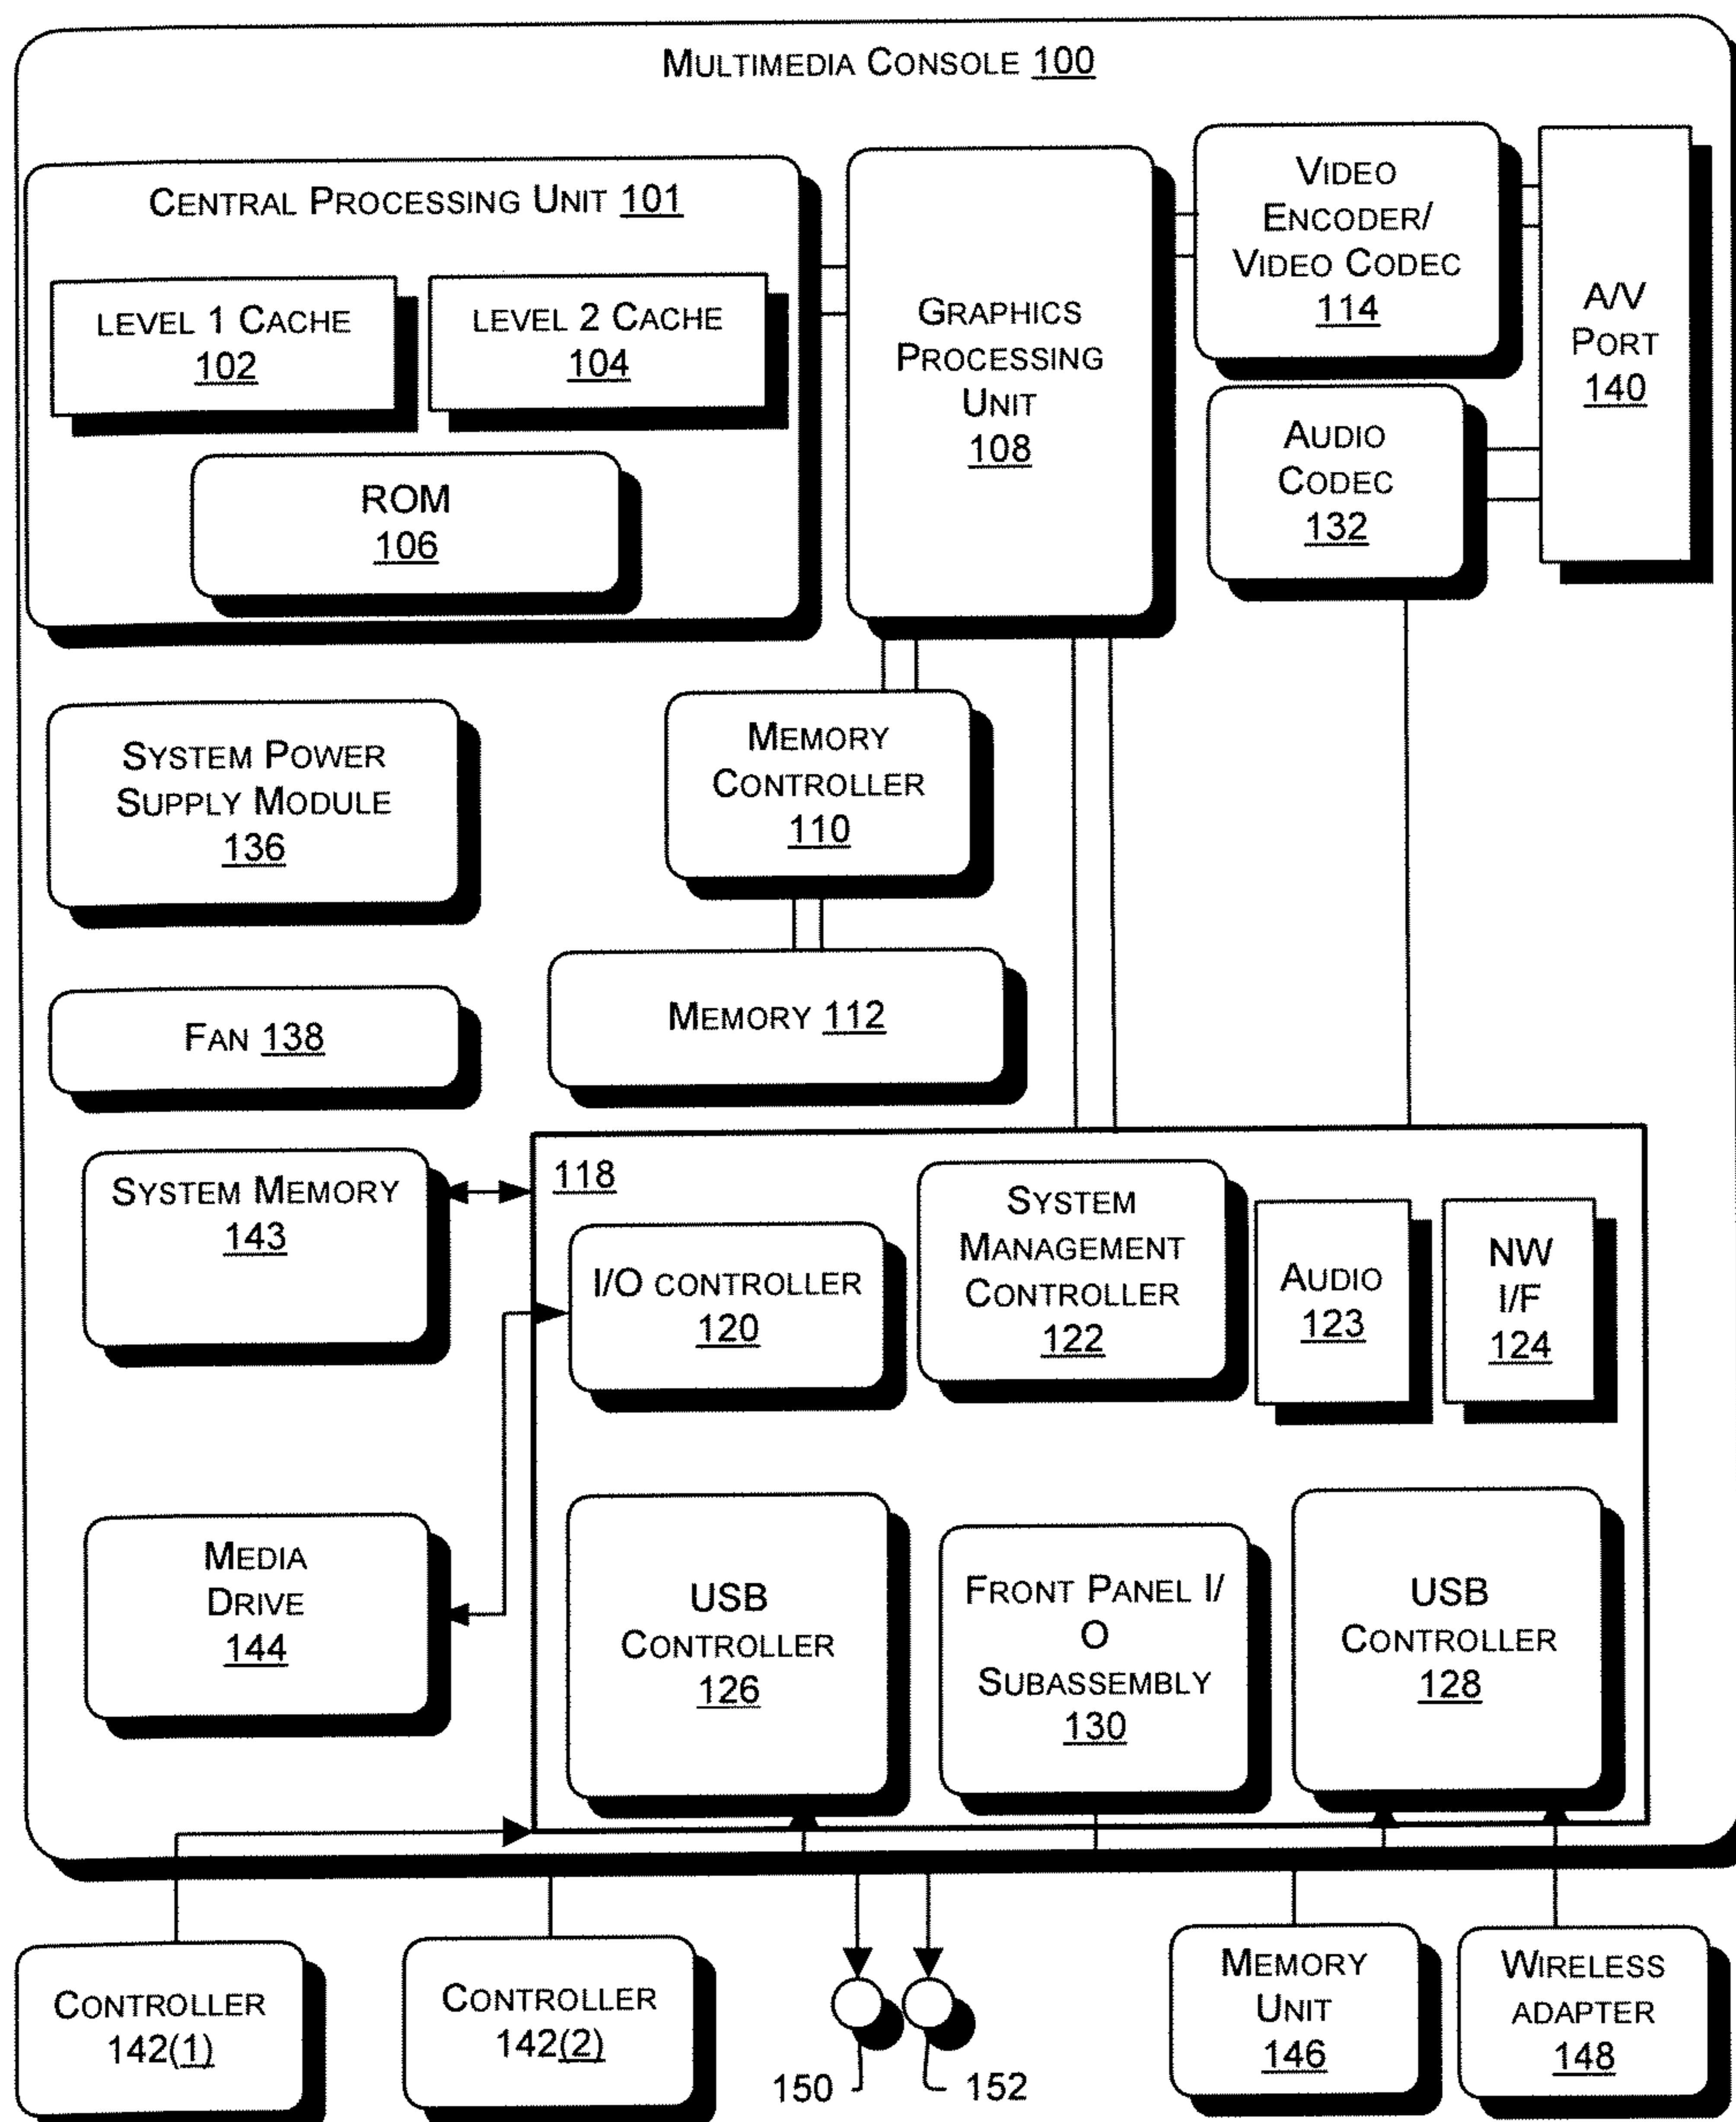 MULTIMEDIA CONSOLE 100
CENTRAL PROCESSING UNIT 101
LEVEL 1 CACHE
102
LEVEL 2 CACHE
104
ROM
106
GRAPHICS
PROCESSING
UNIT
108
VIDEO
ENCODER/
VIDEO CODEC
114
A/V
PORT
140
AUDIO
CODEC
132
SYSTEM POWER
SUPPLY MODULE
136
MEMORY
CONTROLLER
110
FAN 138
MEMORY 112
SYSTEM MEMORY
143
118
I/O CONTROLLER
120
SYSTEM
MANAGEMENT
CONTROLLER
122
AUDIO
123
NW
I/F
124
MEDIA
DRIVE
144
USB
CONTROLLER
126
FRONT PANEL I/
O
SUBASSEMBLY
130
USB
CONTROLLER
128
CONTROLLER
142(1)
CONTROLLER
142(2)
150
152
MEMORY
UNIT
146
WIRELESS
ADAPTER
148